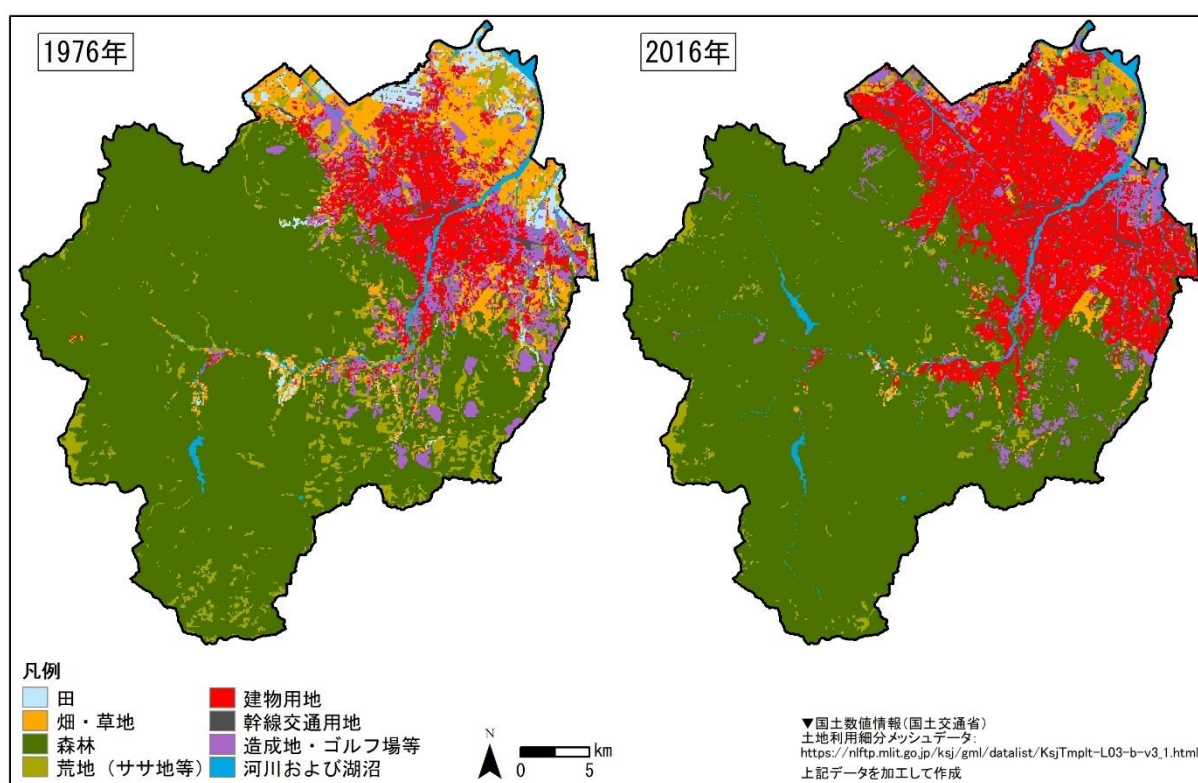 1976年
2016年
凡例
田
畑・草地
森林
荒地（ササ地等）
建物用地
幹線交通用地
造成地・ゴルフ場等
河川および湖沼
N
0 5 km
▼国土数値情報（国土交通省）
土地利用細分メッシュデータ：
https://nlftp.mlit.go.jp/ksj/gml/datalist/KsjTmplt-L03-b-v3_1.html
上記データを加工して作成